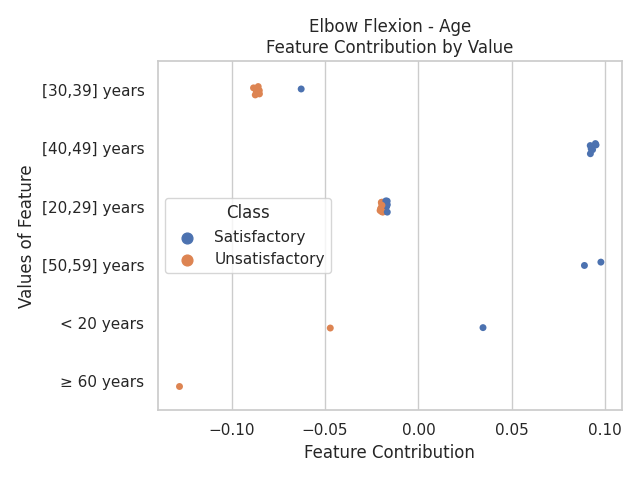 Elbow Flexion - Age
Feature Contribution by Value
Values of Feature
[30,39] years
[40,49] years
[20,29] years
[50,59] years
< 20 years
≥ 60 years
Class
Satisfactory
Unsatisfactory
−0.10
−0.05
0.00
0.05
0.10
Feature Contribution